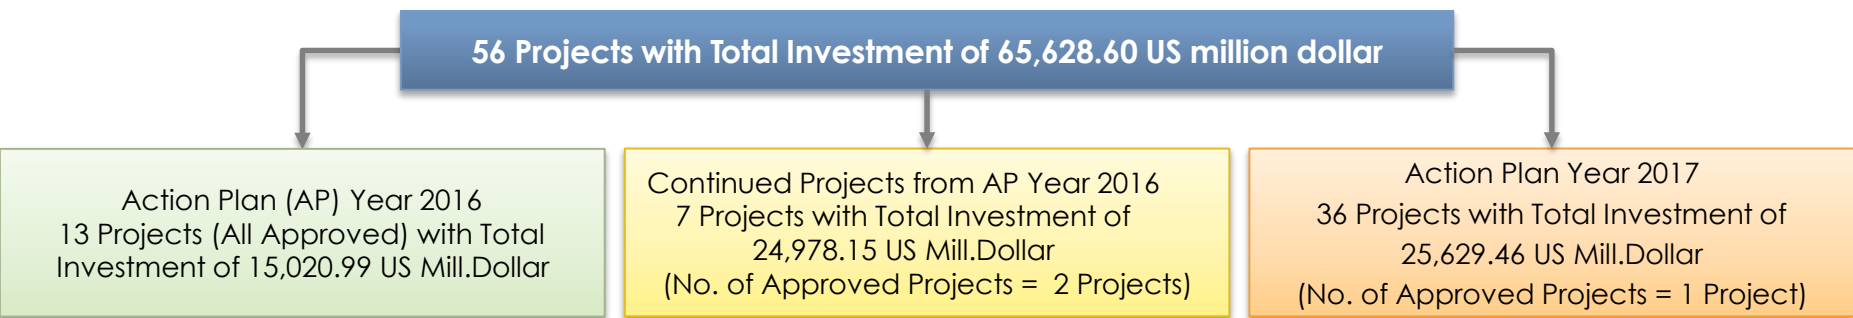 56 Projects with Total Investment of 65,628.60 US million dollar
Action Plan (AP) Year 2016
13 Projects (All Approved) with Total
Investment of 15,020.99 US Mill.Dollar
Continued Projects from AP Year 2016
7 Projects with Total Investment of
24,978.15 US Mill.Dollar
(No. of Approved Projects = 2 Projects)
Action Plan Year 2017
36 Projects with Total Investment of
25,629.46 US Mill.Dollar
(No. of Approved Projects = 1 Project)